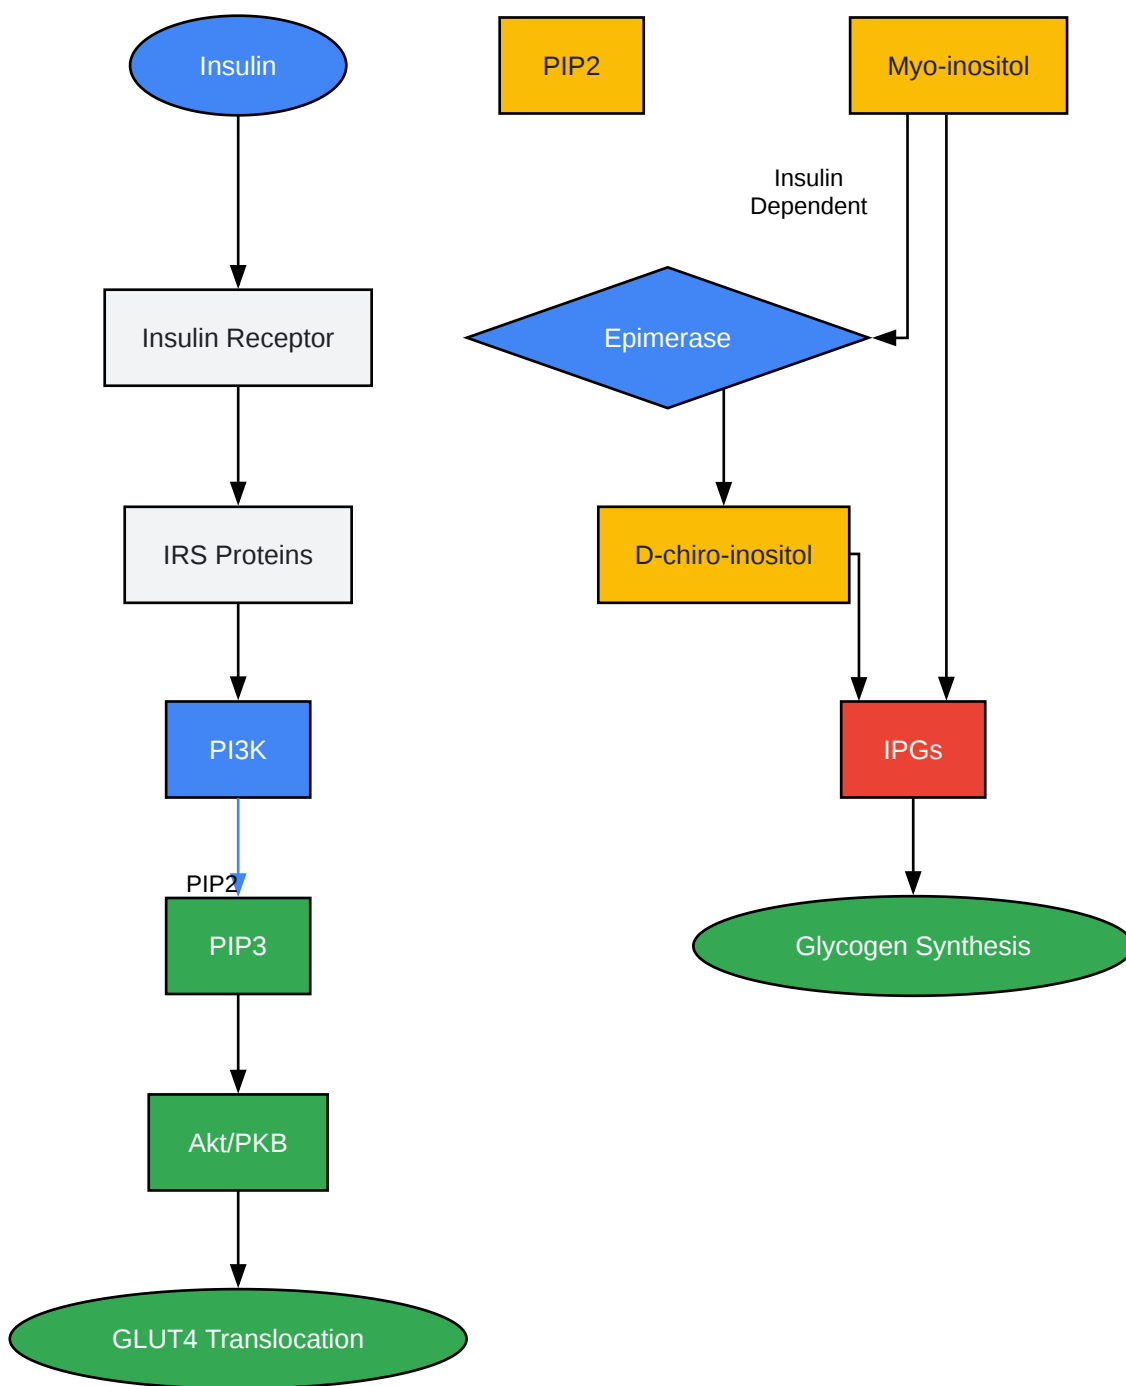 Insulin
PIP2
Myo-inositol
Insulin
Dependent
Insulin Receptor
Epimerase
IRS Proteins
D-chiro-inositol
PI3K
IPGs
PIP2
PIP3
Glycogen Synthesis
Akt/PKB
GLUT4 Translocation